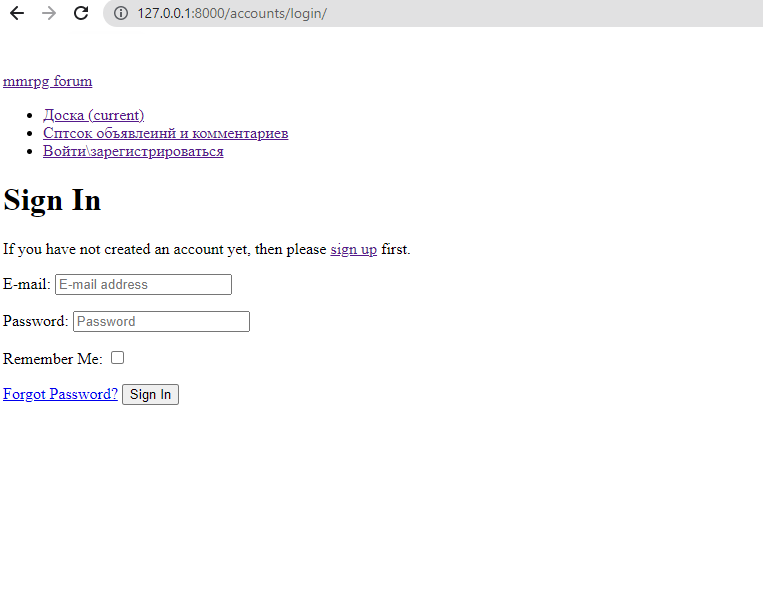 127.0.0.1:8000/accounts/login/
mmrpg forum
Доска (current)
Сптсок объявлеинй и комментариев
Войти\зарегистрироваться
Sign In
If you have not created an account yet, then please sign up first.
E-mail: E-mail address
Password: Password
Remember Me:
Forgot Password? Sign In